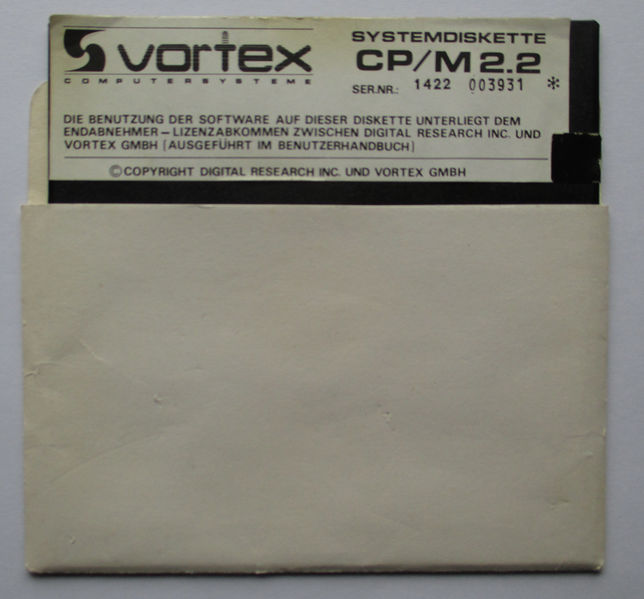 vortex
COMPUTERSYSTEME
SYSTEMDISKETTE
CP/M 2.2
SER.NR.: 1422 003931 *
DIE BENUTZUNG DER SOFTWARE AUF DIESER DISKETTE UNTERLIEGT DEM
ENDABNEHMER – LIZENZABKOMMEN ZWISCHEN DIGITAL RESEARCH INC. UND
VORTEX GMBH [AUSGEFÜHRT IM BENUTZERHANDBUCH]
©COPYRIGHT DIGITAL RESEARCH INC. UND VORTEX GMBH